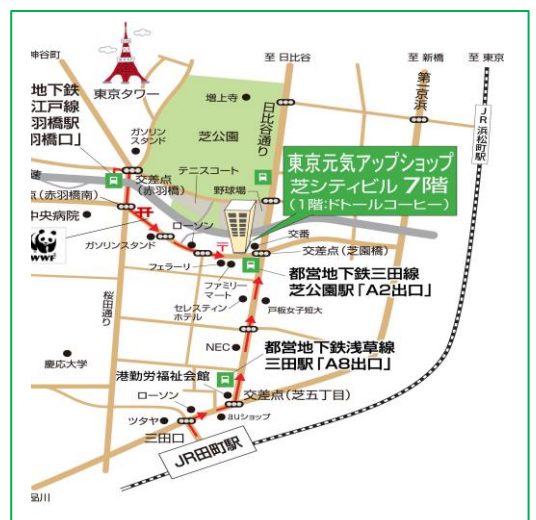 神谷町
至 日比谷
至 新橋
至 東京
地下鉄
江戸線
羽橋駅
羽橋口」
東京タワー
増上寺
芝公園
日比谷通り
第一京浜
JR浜松町駅
ガソリン
スタンド
テニスコート
野球場
交差点
(赤羽橋)
東京元気アップショップ
芝シティビル 7階
(1階:ドトールコーヒー)
点(赤羽橋南)
中央病院
ローソン
交番
WWF
ガソリンスタンド
交差点(芝園橋)
フェラーリ
ファミリー
マート
都営地下鉄三田線
芝公園駅「A2出口」
桜田通り
セレスティン
ホテル
戸板女子短大
NEC
慶応大学
都営地下鉄浅草線
三田駅「A8出口」
港勤労福祉会館
ローソン
交差点(芝五丁目)
ツタヤ
auショップ
三田口
JR田町駅
品川